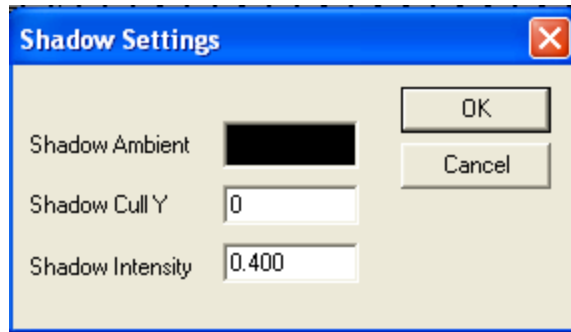 Shadow Settings
OK
Shadow Ambient
Cancel
Shadow Cull Y
0
Shadow Intensity
0.400